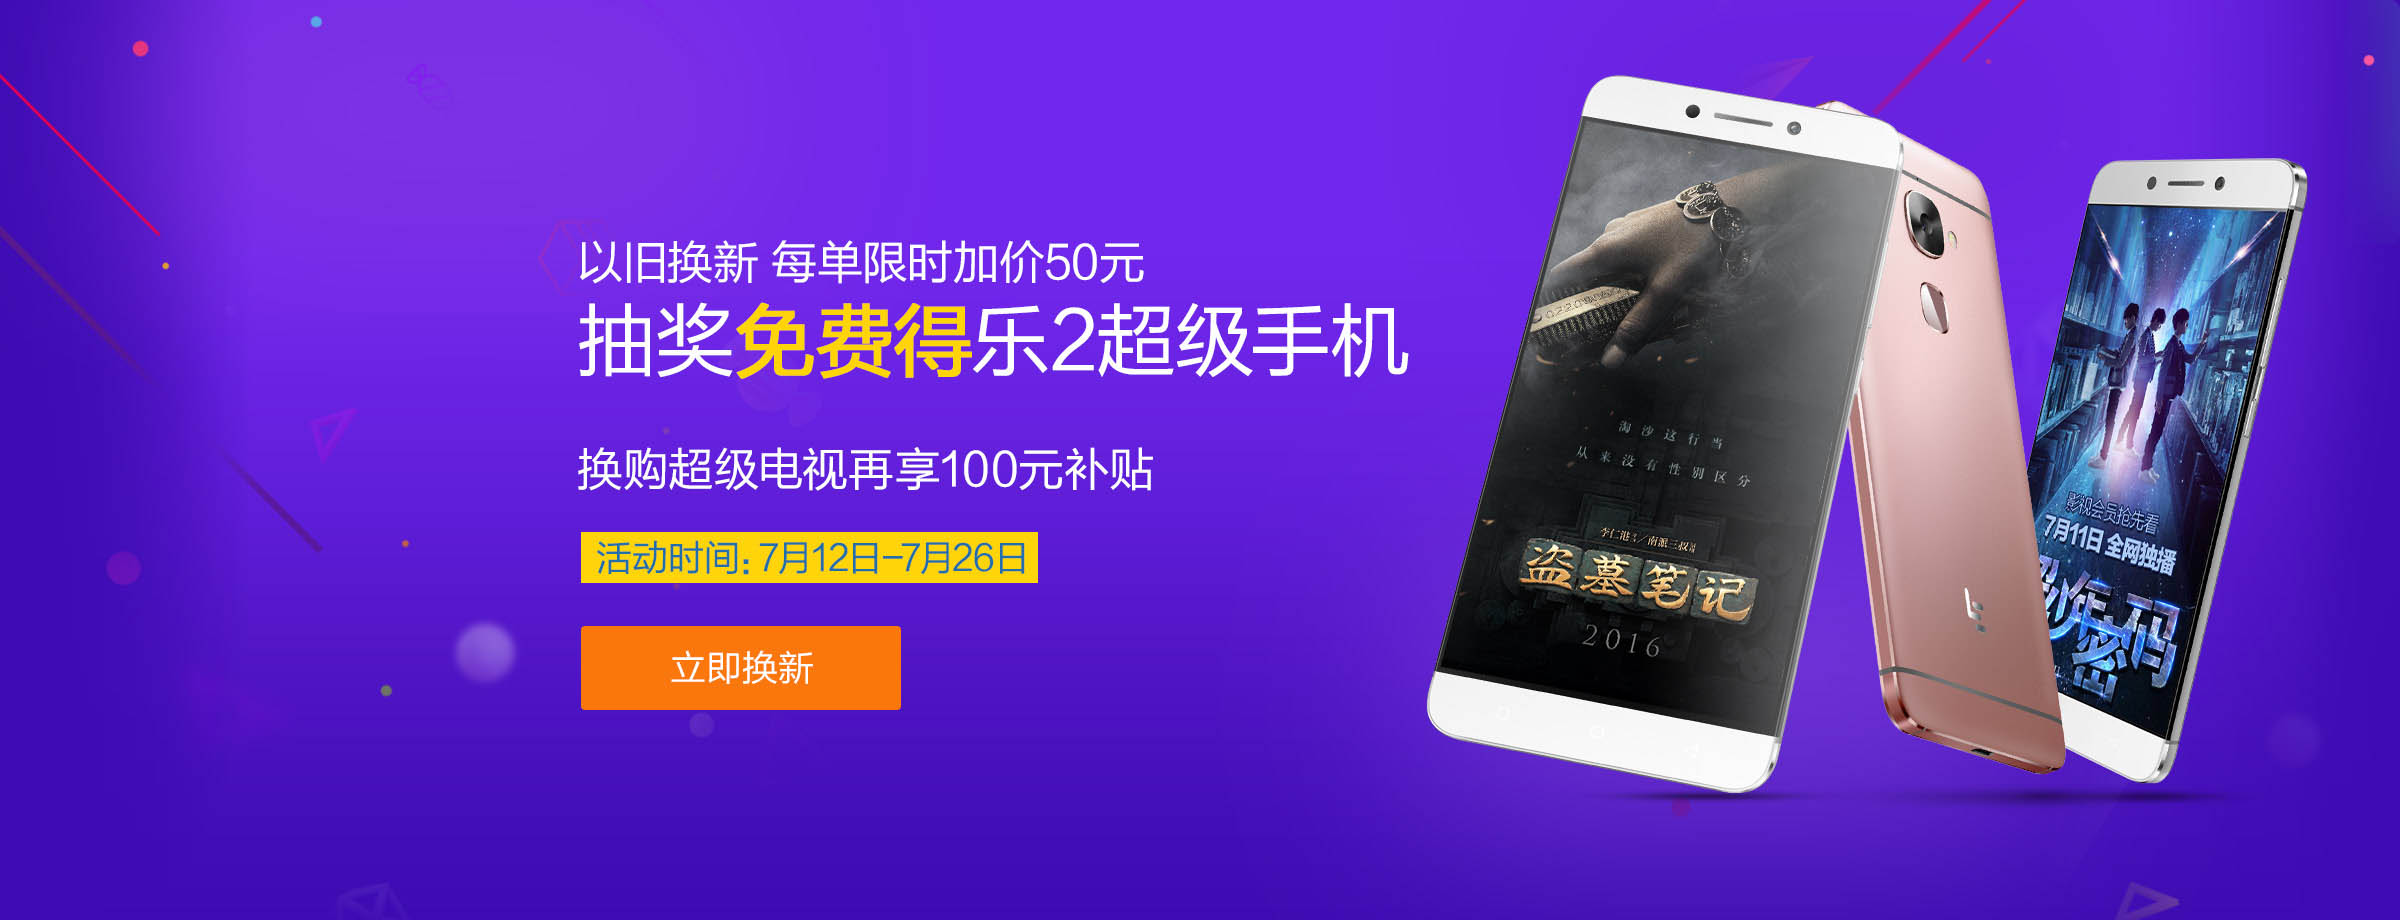 以旧换新 每单限时加价50元
抽奖免费得乐2超级手机
换购超级电视再享100元补贴
活动时间: 7月12日-7月26日
立即换新
淘沙这行当
从来没有性别区分
盗墓笔记
2016
影视会员抢先看
7月11日 全网独播
密码